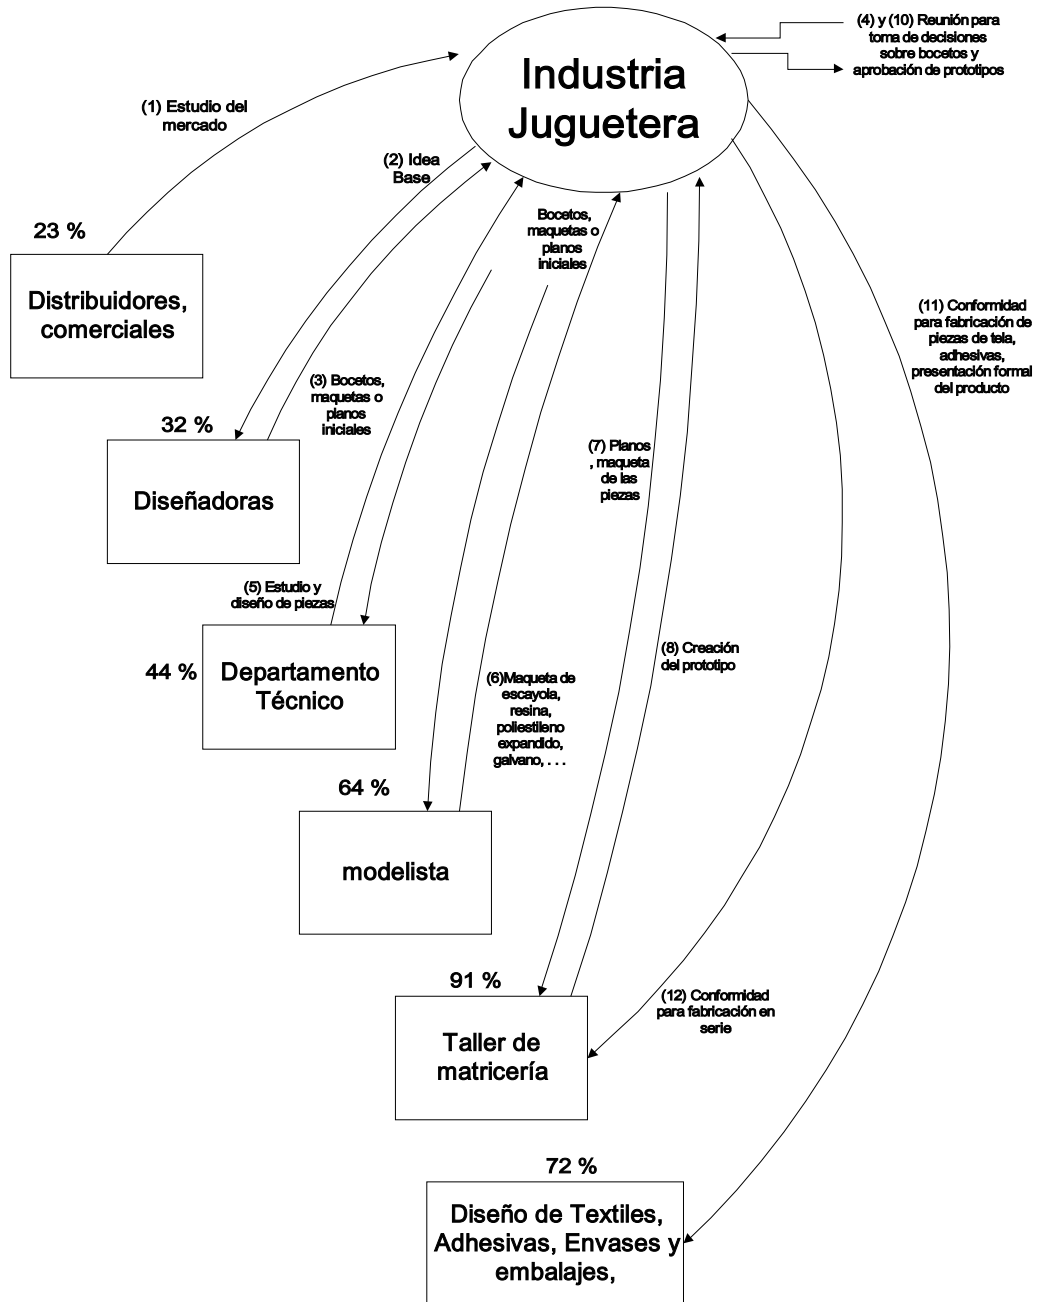 (4) y (10) Reunión para
toma de decisiones
sobre bocetos y
aprobación de prototipos
Industria
Juguetera
(1) Estudio del
mercado
(2) Idea
Base
Bocetos,
maquetas o
planos
iniciales
23 %
Distribuidores,
comerciales
(11) Conformidad
para fabricación de
piezas de tela,
adhesivas,
presentación formal
del producto
(3) Bocetos,
maquetas o
planos
iniciales
32 %
Diseñadoras
(7) Planos
, maqueta
de las
piezas
(5) Estudio y
diseño de piezas
44 %
Departamento
Técnico
(8) Creación
del prototipo
(6)Maqueta de
escayola,
resina,
poliestileno
expandido,
galvano, . . .
64 %
modelista
91 %
Taller de
matricería
(12) Conformidad
para fabricación en
serie
72 %
Diseño de Textiles,
Adhesivas, Envases y
embalajes,